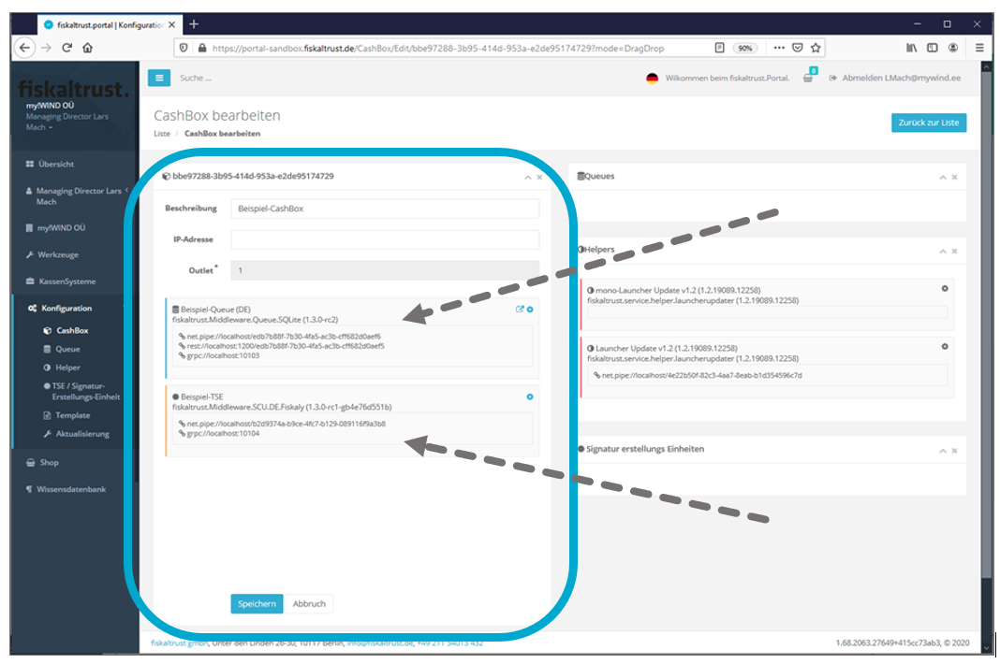 fiskaltrust.portal | Konfiguration
https://portal-sandbox.fiskaltrust.de/CashBox/Edit/bbe97288-3b95-414d-953a-e2de95174729?mode=DragDrop
90%
fiskaltrust.
my!WIND OÜ
Managing Director Lars
Mach
Suche ...
Wilkommen beim fiskaltrust.Portal.
0
Abmelden LMach@mywind.ee
CashBox bearbeiten
Liste / CashBox bearbeiten
Zurück zur Liste
Übersicht
Managing Director Lars
Mach
my!WIND OÜ
Werkzeuge
KassenSysteme
Konfiguration
CashBox
Queue
Helper
TSE / Signatur-
Erstellungs-Einheit
Template
Aktualisierung
Shop
Wissensdatenbank
bbe97288-3b95-414d-953a-e2de95174729
Beschreibung
Beispiel-CashBox
IP-Adresse
Outlet*
1
Beispiel-Queue (DE)
fiskaltrust.Middleware.Queue.SQLite (1.3.0-rc2)
net.pipe://localhost/edb7b88f-7b30-4fa5-ac3b-cff682d0aef6
rest://localhost:1200/edb7b88f-7b30-4fa5-ac3b-cff682d0aef5
grpc://localhost:10103
Beispiel-TSE
fiskaltrust.Middleware.SCU.DE.Fiskaly (1.3.0-rc1-gb4e76d551b)
net.pipe://localhost/b2d9374a-b9ce-4fc7-b129-089116f9a3b8
grpc://localhost:10104
Speichern
Abbruch
Queues
Helpers
mono-Launcher Update v1.2 (1.2.19089.12258)
fiskaltrust.service.helper.launcherupdater (1.2.19089.12258)
Launcher Update v1.2 (1.2.19089.12258)
fiskaltrust.service.helper.launcherupdater (1.2.19089.12258)
net.pipe://localhost/4e22b50f-82c3-4aa7-8eab-b1d354596c7d
Signatur erstellungs Einheiten
fiskaltrust gmbh, Unter den Linden 26-30, 10117 Berlin, info@fiskaltrust.de, +49 211 54013 432
1.68.2063.27649+415cc73ab3, © 2020